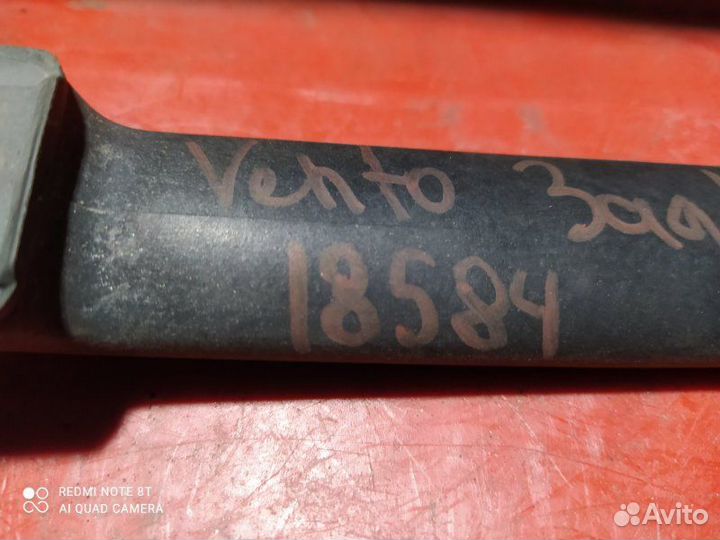 Vento Зад
18584
REDMI NOTE 8T
AI QUAD CAMERA
Avito